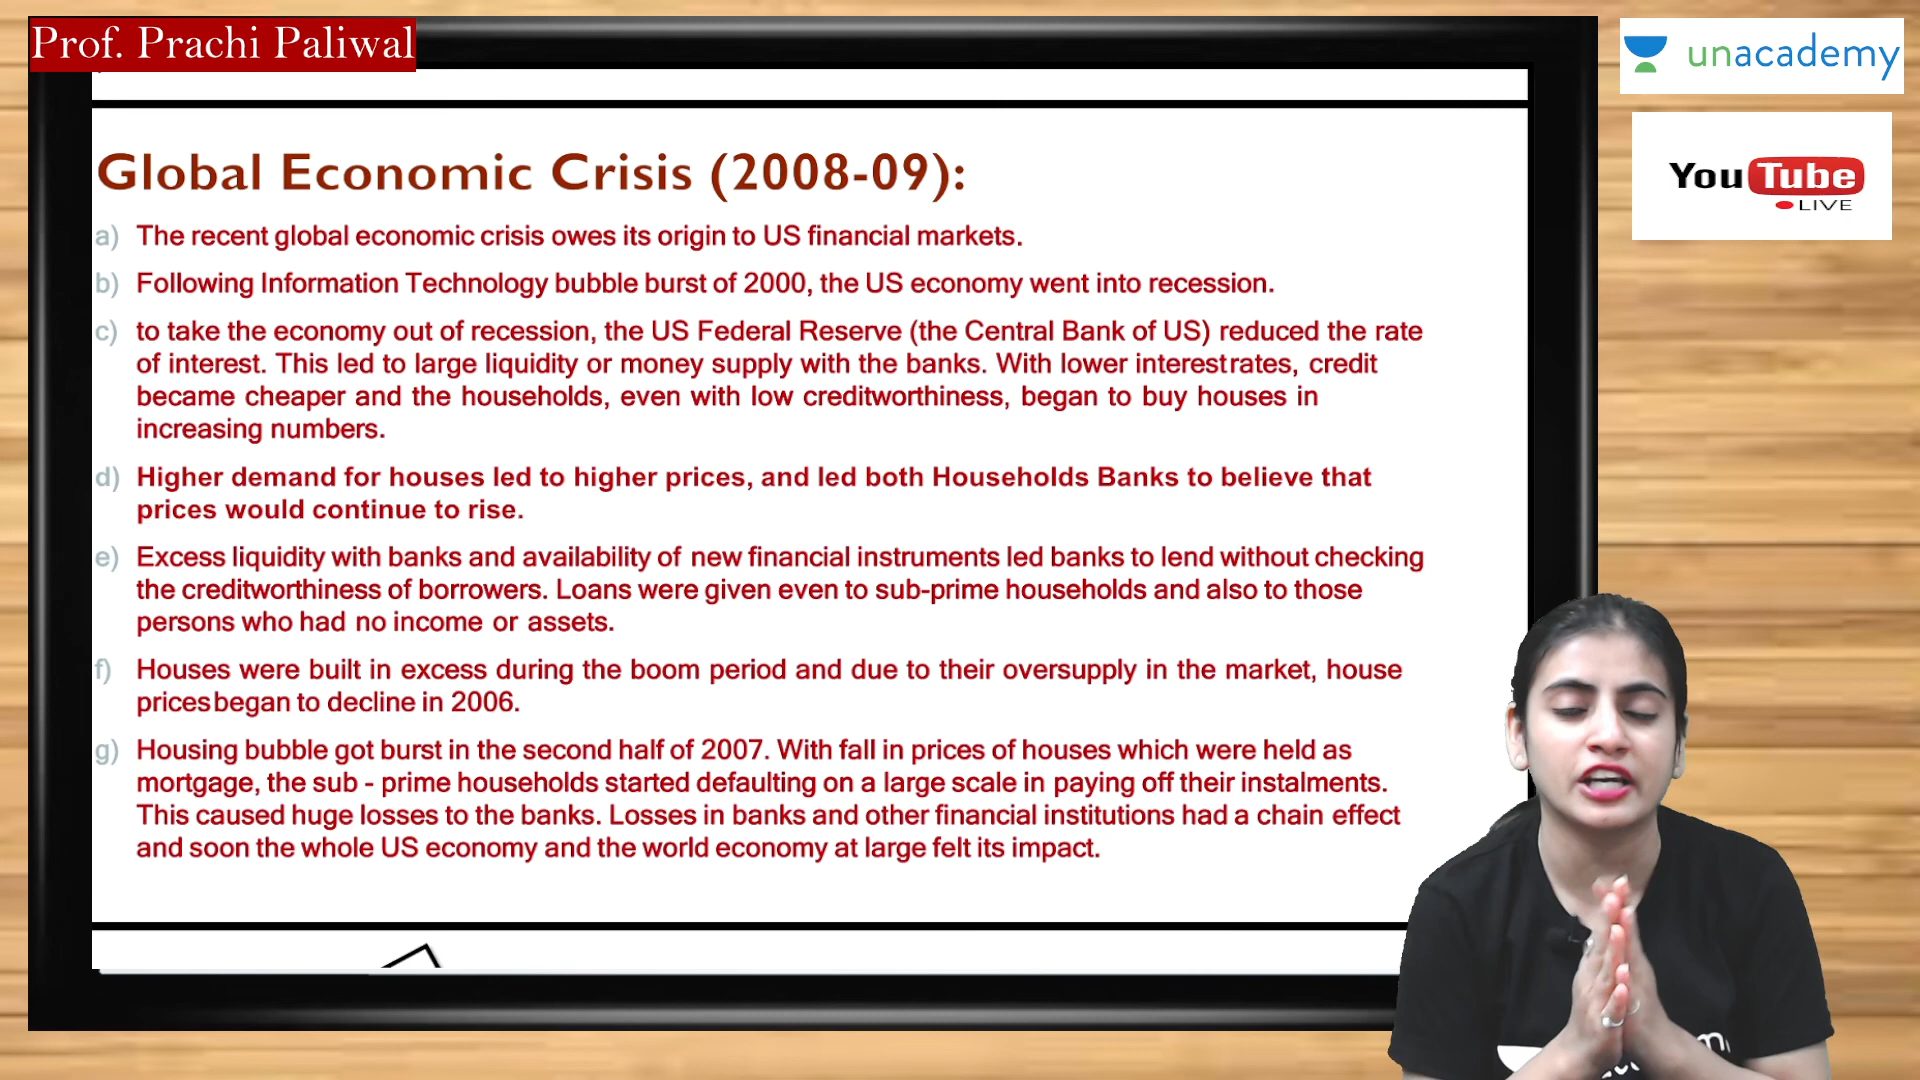 Prof. Prachi Paliwal
unacademy
YouTube
LIVE
Global Economic Crisis (2008-09):
a) The recent global economic crisis owes its origin to US financial markets.
b) Following Information Technology bubble burst of 2000, the US economy went into recession.
c) to take the economy out of recession, the US Federal Reserve (the Central Bank of US) reduced the rate
of interest. This led to large liquidity or money supply with the banks. With lower interest rates, credit
became cheaper and the households, even with low creditworthiness, began to buy houses in
increasing numbers.
d) Higher demand for houses led to higher prices, and led both Households Banks to believe that
prices would continue to rise.
e) Excess liquidity with banks and availability of new financial instruments led banks to lend without checking
the creditworthiness of borrowers. Loans were given even to sub-prime households and also to those
persons who had no income or assets.
f) Houses were built in excess during the boom period and due to their oversupply in the market, house
prices began to decline in 2006.
g) Housing bubble got burst in the second half of 2007. With fall in prices of houses which were held as
mortgage, the sub - prime households started defaulting on a large scale in paying off their instalments.
This caused huge losses to the banks. Losses in banks and other financial institutions had a chain effect
and soon the whole US economy and the world economy at large felt its impact.